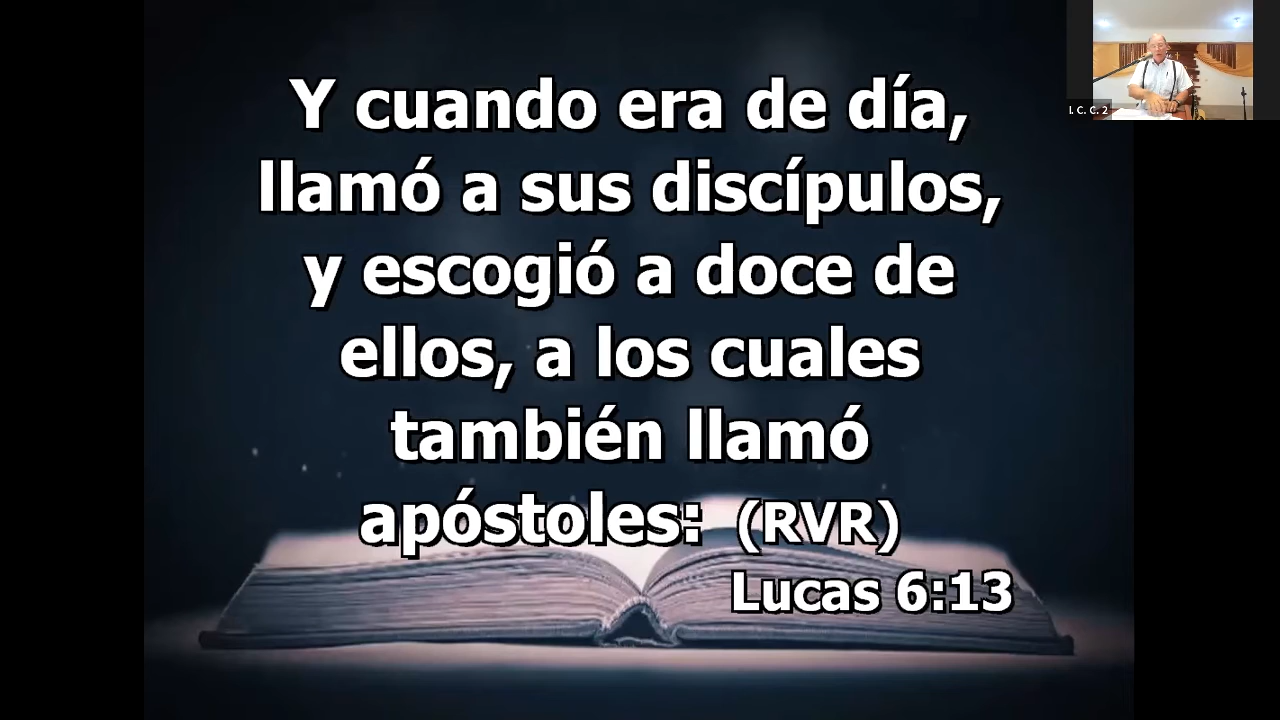 Y cuando era de día,
llamó a sus discípulos,
y escogió a doce de
ellos, a los cuales
también llamó
apóstoles: (RVR)
Lucas 6:13
I. C. C. 2